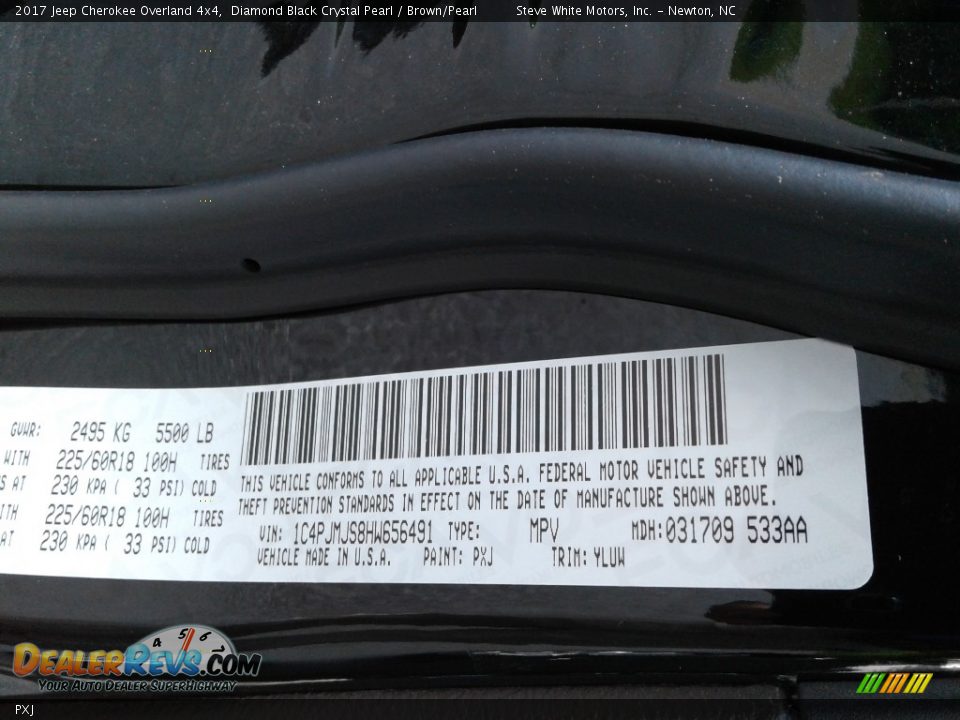 2017 Jeep Cherokee Overland 4x4, Diamond Black Crystal Pearl / Brown/Pearl Steve White Motors, Inc. - Newton, NC
GVWR: 2495 KG 5500 LB
WITH 225/60R18 100H TIRES
S AT 230 KPA ( 33 PSI) COLD
ITH 225/60R18 100H TIRES
AT 230 KPA ( 33 PSI) COLD
THIS VEHICLE CONFORMS TO ALL APPLICABLE U.S.A. FEDERAL MOTOR VEHICLE SAFETY AND
THEFT PREVENTION STANDARDS IN EFFECT ON THE DATE OF MANUFACTURE SHOWN ABOVE.
VIN: 1C4PJMJS8HW656491 TYPE: MPV MDH:031709 533AA
VEHICLE MADE IN U.S.A. PAINT: PXJ TRIM: YLUW
4 5 6
DealerRevs.com
Your Auto Dealer SuperHighway
PXJ